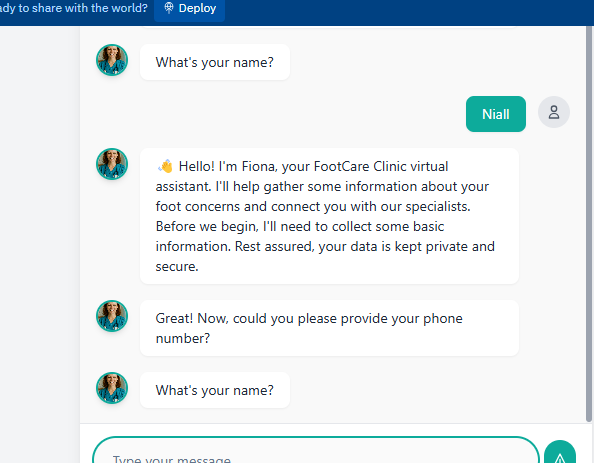 dy to share with the world?
Deploy
What's your name?
Niall
👋 Hello! I'm Fiona, your FootCare Clinic virtual
assistant. I'll help gather some information about your
foot concerns and connect you with our specialists.
Before we begin, I'll need to collect some basic
information. Rest assured, your data is kept private and
secure.
Great! Now, could you please provide your phone
number?
What's your name?
Type your message